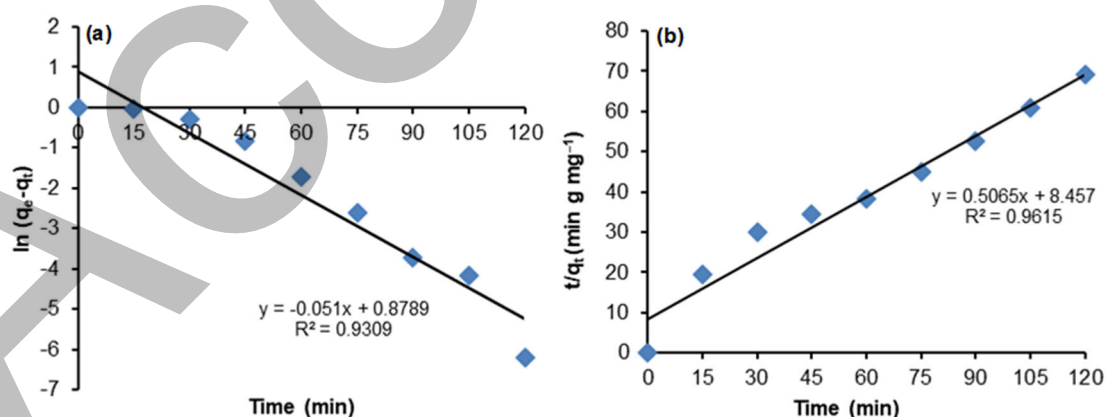 (a)
2
1
0
-1
-2
-3
-4
-5
-6
-7
0 15 30 45 60 75 90 105 120
ln (qₑ-qₜ)
y = -0.051x + 0.8789
R² = 0.9309
Time (min)
(b)
80
70
60
50
40
30
20
10
0
0 15 30 45 60 75 90 105 120
t/qₜ (min g mg⁻¹)
y = 0.5065x + 8.457
R² = 0.9615
Time (min)